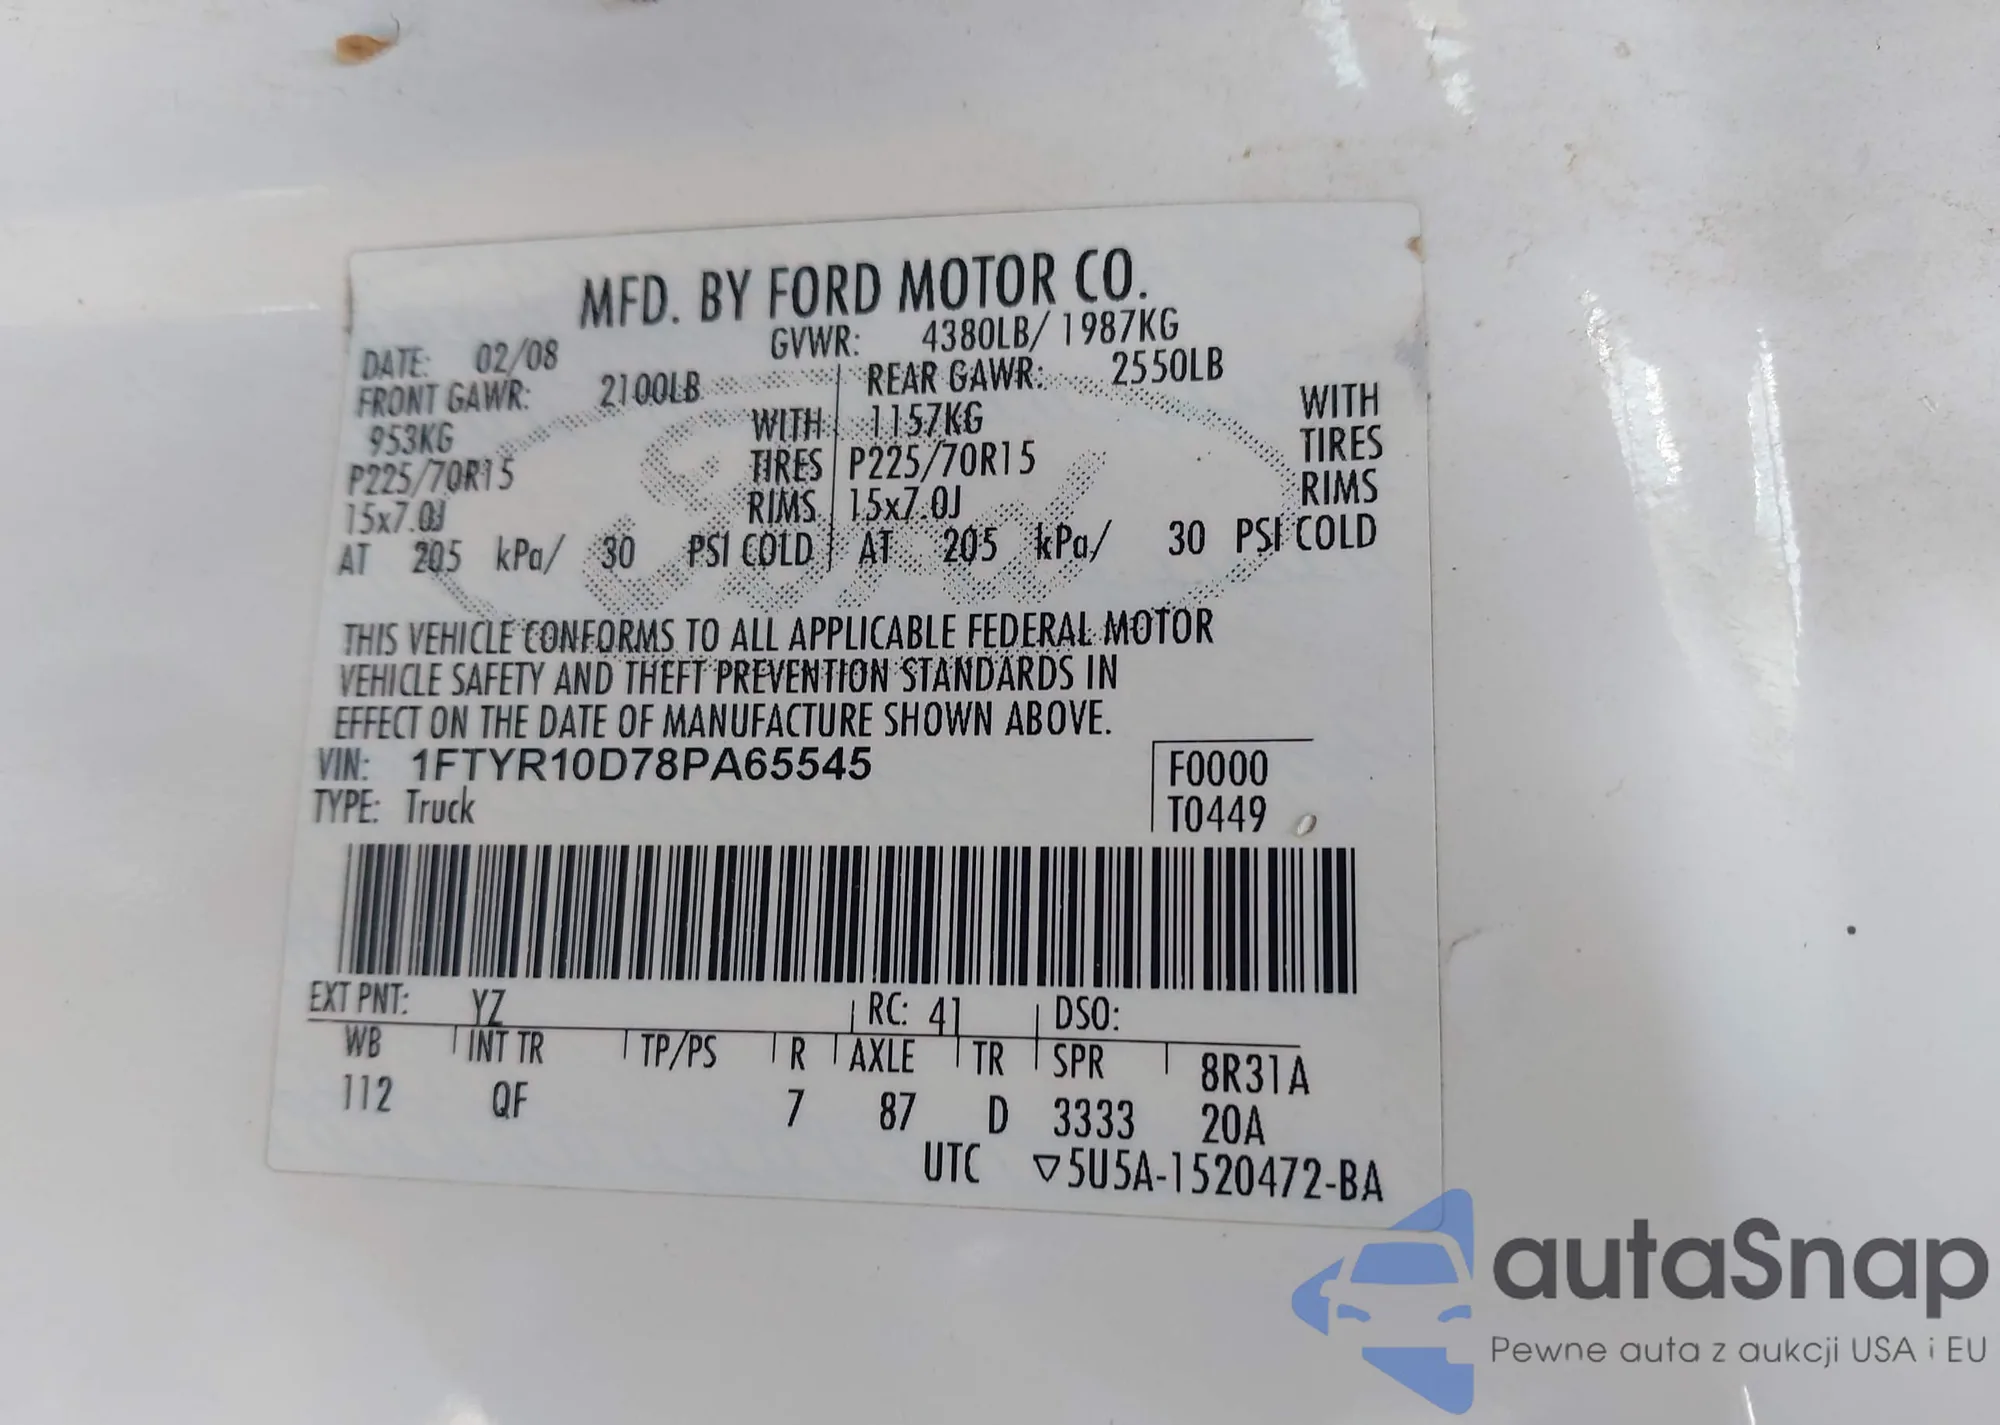 MFD. BY FORD MOTOR CO.
DATE: 02/08 GVWR: 4380LB/ 1987KG
FRONT GAWR: 2100LB REAR GAWR: 2550LB
953KG WITH 1157KG WITH
P225/70R15 TIRES P225/70R15 TIRES
15x7.0J RIMS 15x7.0J RIMS
AT 205 kPa/ 30 PSI COLD AT 205 kPa/ 30 PSI COLD
THIS VEHICLE CONFORMS TO ALL APPLICABLE FEDERAL MOTOR
VEHICLE SAFETY AND THEFT PREVENTION STANDARDS IN
EFFECT ON THE DATE OF MANUFACTURE SHOWN ABOVE.
VIN: 1FTYR10D78PA65545 F0000
TYPE: Truck T0449
EXT PNT: YZ RC: 41 DSO:
WB INT TR TP/PS R AXLE TR SPR 8R31A
112 QF 7 87 D 3333 20A
UTC ▽5U5A-1520472-BA
autaSnap
Pewne auta z aukcji USA i EU